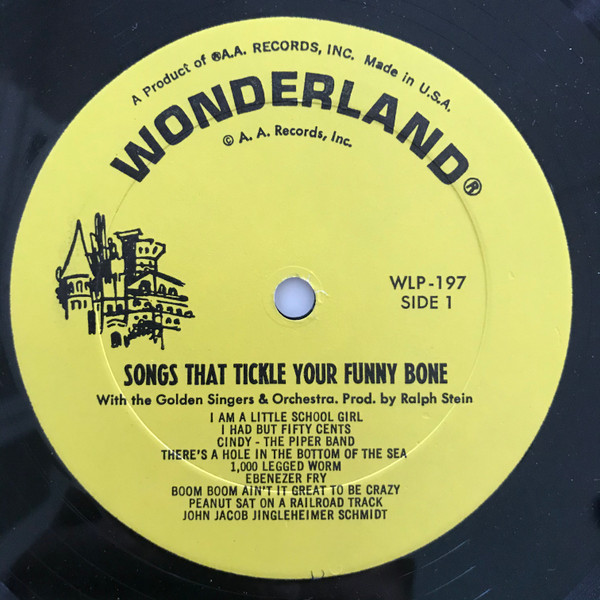 A Product of ®A.A. RECORDS, INC. Made in U.S.A.
WONDERLAND®
© A. A. Records, Inc.
WLP-197
SIDE 1
SONGS THAT TICKLE YOUR FUNNY BONE
With the Golden Singers & Orchestra. Prod. by Ralph Stein
I AM A LITTLE SCHOOL GIRL
I HAD BUT FIFTY CENTS
CINDY - THE PIPER BAND
THERE'S A HOLE IN THE BOTTOM OF THE SEA
1,000 LEGGED WORM
EBENEZER FRY
BOOM BOOM AIN'T IT GREAT TO BE CRAZY
PEANUT SAT ON A RAILROAD TRACK
JOHN JACOB JINGLEHEIMER SCHMIDT